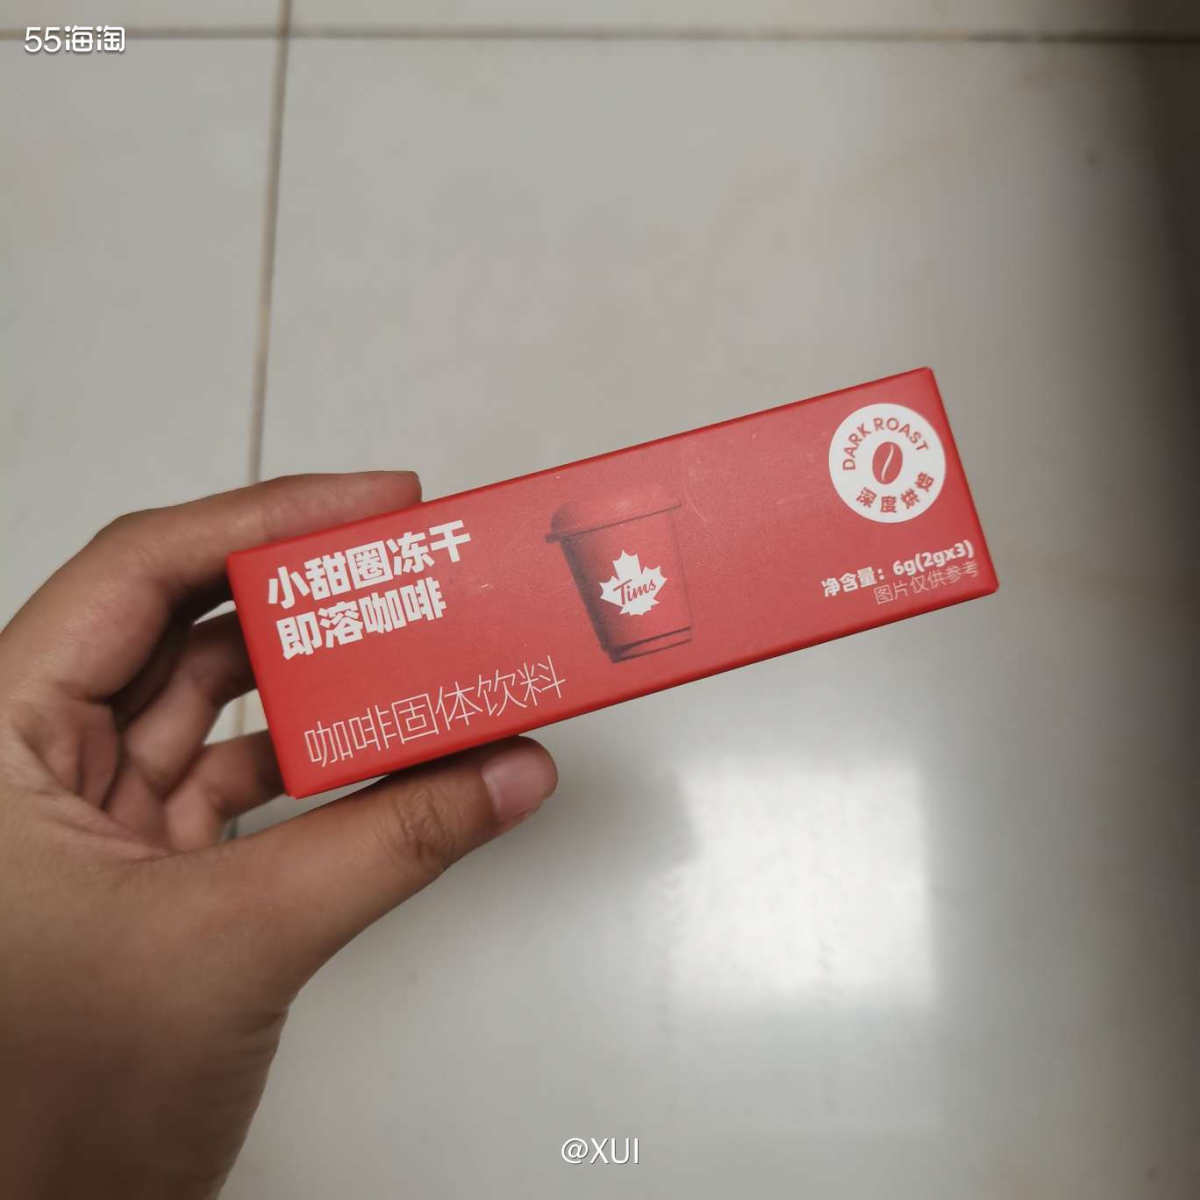 55海淘
DARK ROAST
深度烘焙
小甜圈冻干
即溶咖啡
Tims
净含量：6g(2gx3)
图片仅供参考
咖啡固体饮料
@XUI